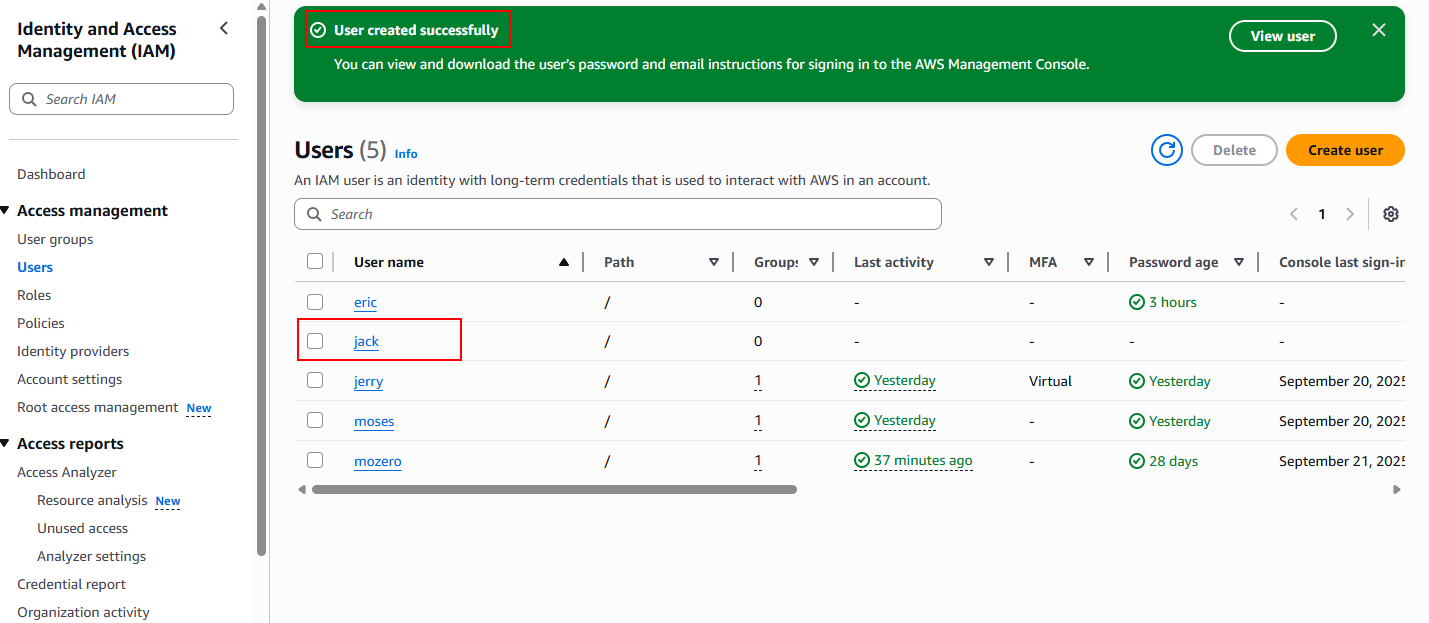 Identity and Access
Management (IAM)
Search IAM
Dashboard
Access management
User groups
Users
Roles
Policies
Identity providers
Account settings
Root access management New
Access reports
Access Analyzer
Resource analysis New
Unused access
Analyzer settings
Credential report
Organization activity
User created successfully
View user
You can view and download the user's password and email instructions for signing in to the AWS Management Console.
Users (5) Info
Delete
Create user
An IAM user is an identity with long-term credentials that is used to interact with AWS in an account.
Search
1
User name Path Groups Last activity MFA Password age Console last sign-in
eric / 0 - - 3 hours -
jack / 0 - - - -
jerry / 1 Yesterday Virtual Yesterday September 20, 2025
moses / 1 Yesterday - Yesterday September 20, 2025
mozero / 1 37 minutes ago - 28 days September 21, 2025